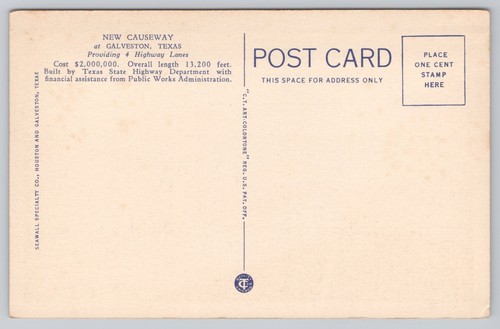 NEW CAUSEWAY
at GALVESTON, TEXAS
Providing 4 Highway Lanes
Cost $2,000,000. Overall length 13,200 feet.
Built by Texas State Highway Department with
financial assistance from Public Works Administration.
SEAWALL SPECIALTY CO., HOUSTON AND GALVESTON, TEXAS
"C.T. ART-COLORTONE" REG. U.S. PAT. OFF.
POST CARD
THIS SPACE FOR ADDRESS ONLY
PLACE
ONE CENT
STAMP
HERE